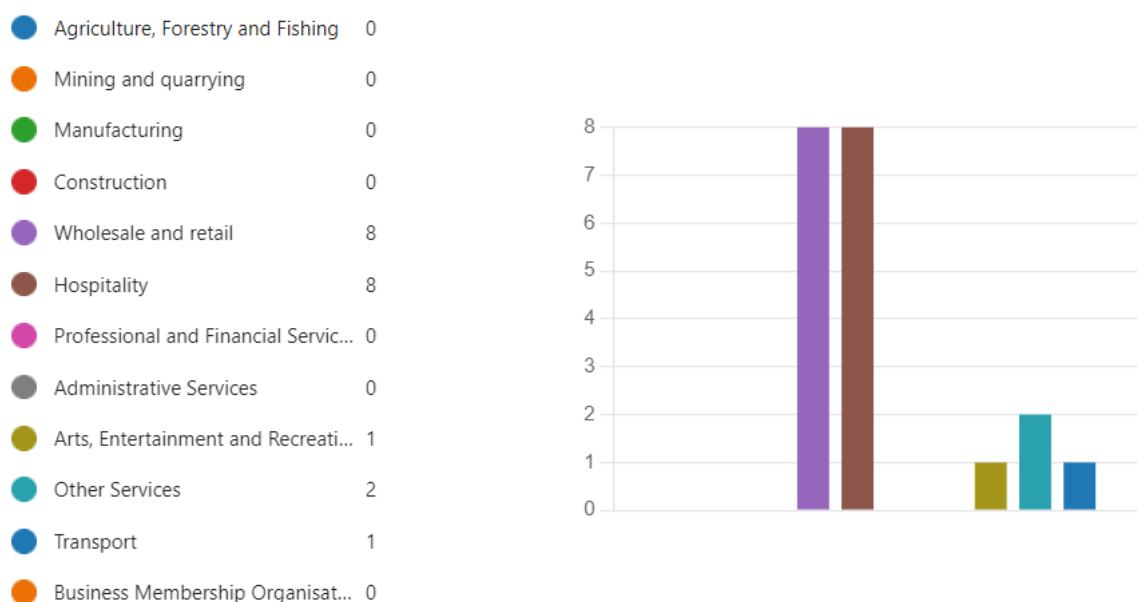 Agriculture, Forestry and Fishing 0
Mining and quarrying 0
Manufacturing 0
Construction 0
Wholesale and retail 8
Hospitality 8
Professional and Financial Servic... 0
Administrative Services 0
Arts, Entertainment and Recreati... 1
Other Services 2
Transport 1
Business Membership Organisat... 0
8
7
6
5
4
3
2
1
0